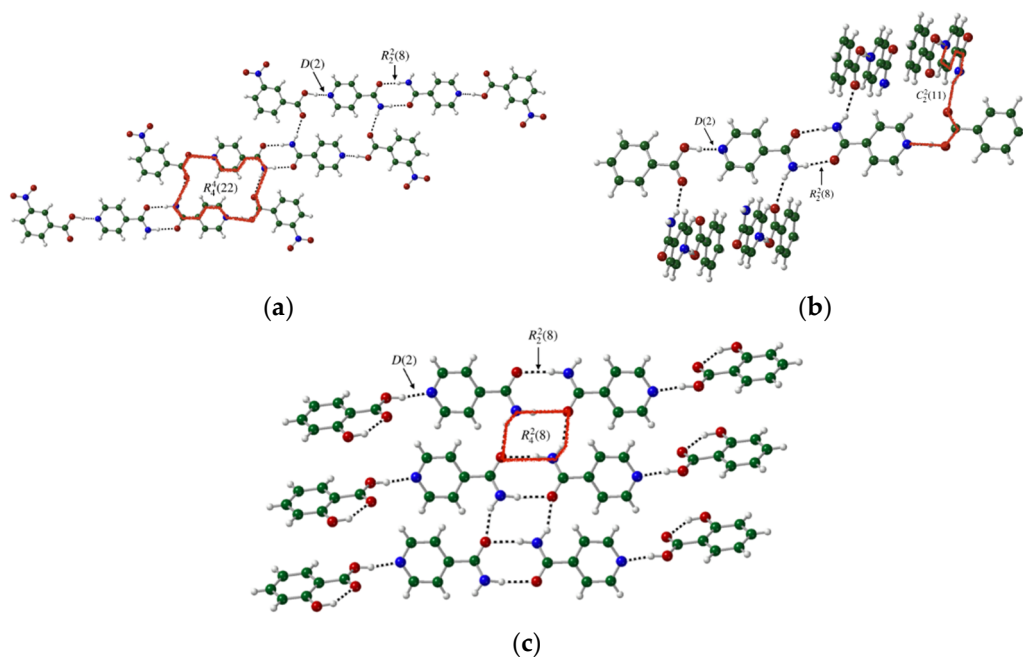 D(2)
R₂²(8)
R₄⁴(22)
(a)
C₂²(11)
D(2)
R₂²(8)
(b)
R₂²(8)
D(2)
R₄²(8)
(c)